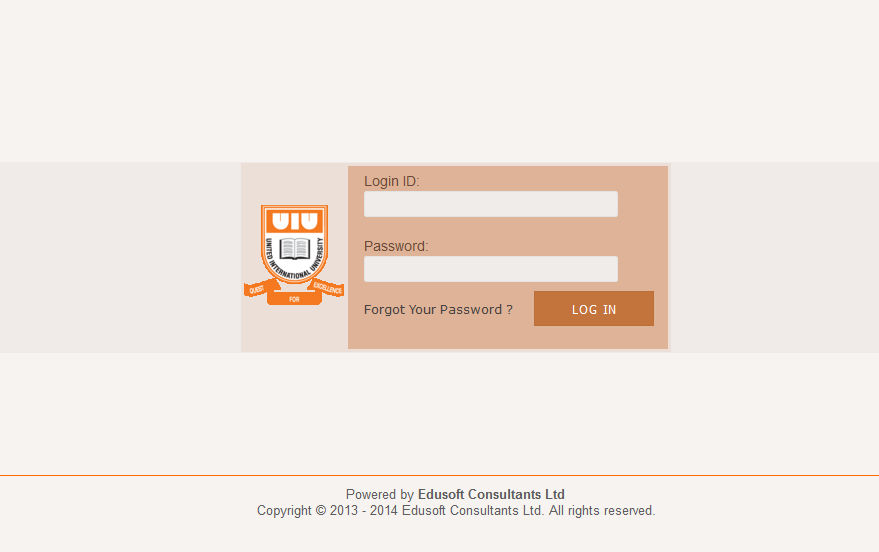 Login ID:
UIU
UNITED INTERNATIONAL UNIVERSITY
QUEST FOR EXCELLENCE
Password:
Forgot Your Password ?
LOG IN
Powered by Edusoft Consultants Ltd
Copyright © 2013 - 2014 Edusoft Consultants Ltd. All rights reserved.